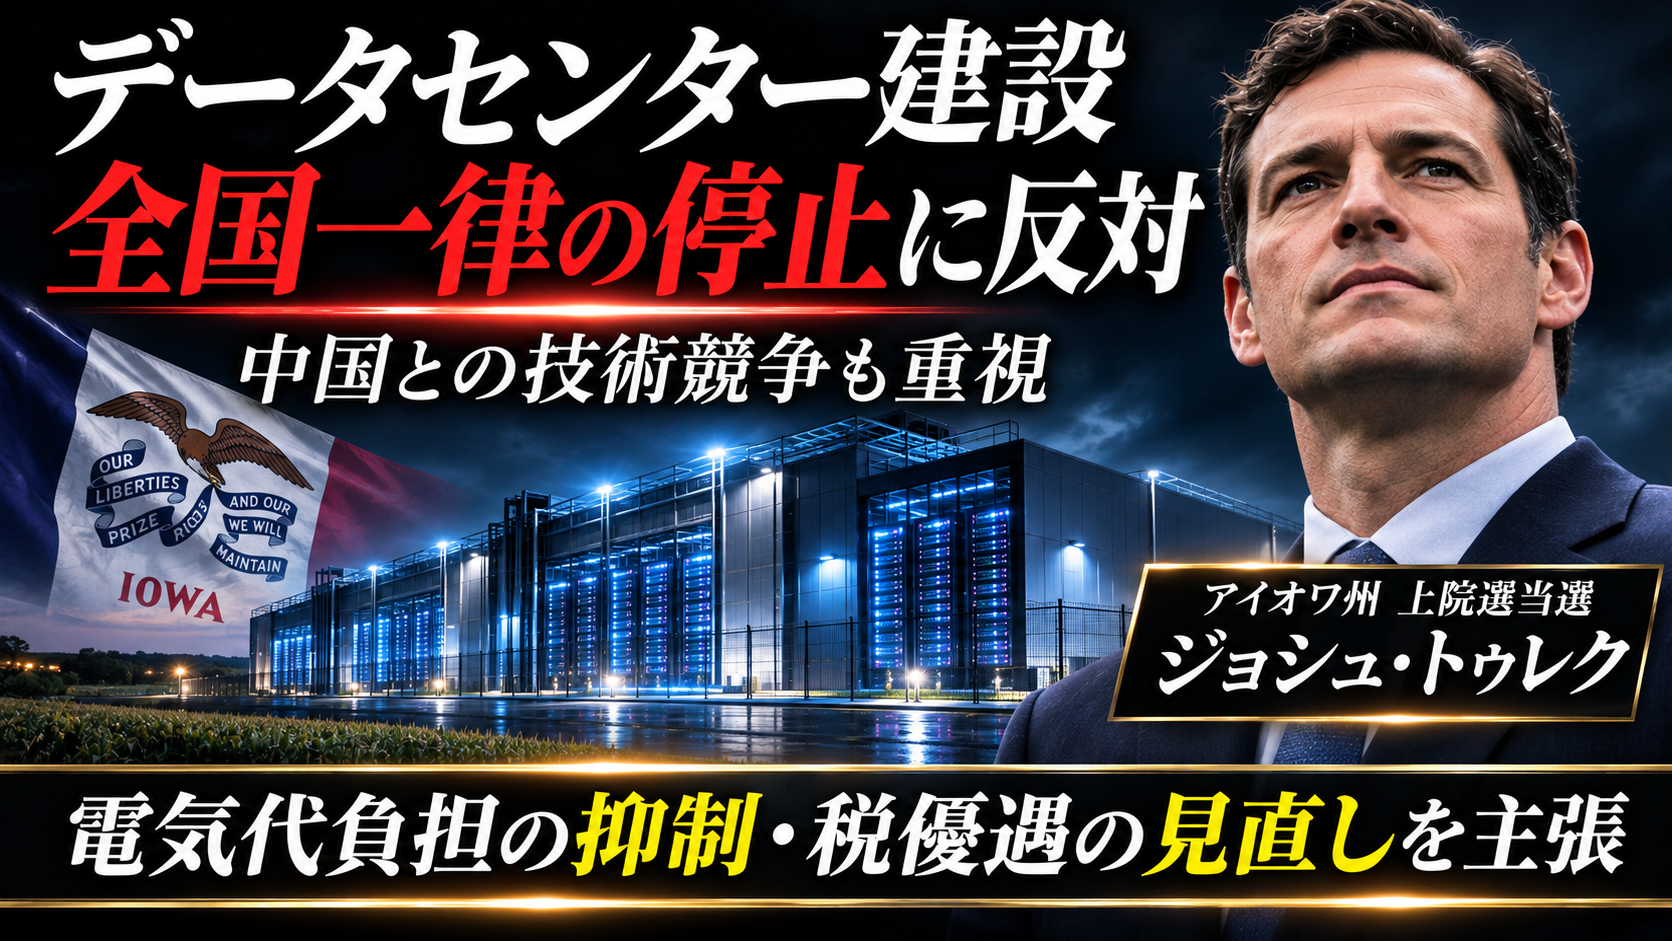 データセンター建設
全国一律の停止に反対
中国との技術競争も重視
OUR
LIBERTIES
PRIZE
AND OUR
WE WILL
MAINTAIN
IOWA
アイオワ州 上院選当選
ジョシュ・トゥレク
電気代負担の抑制・税優遇の見直しを主張